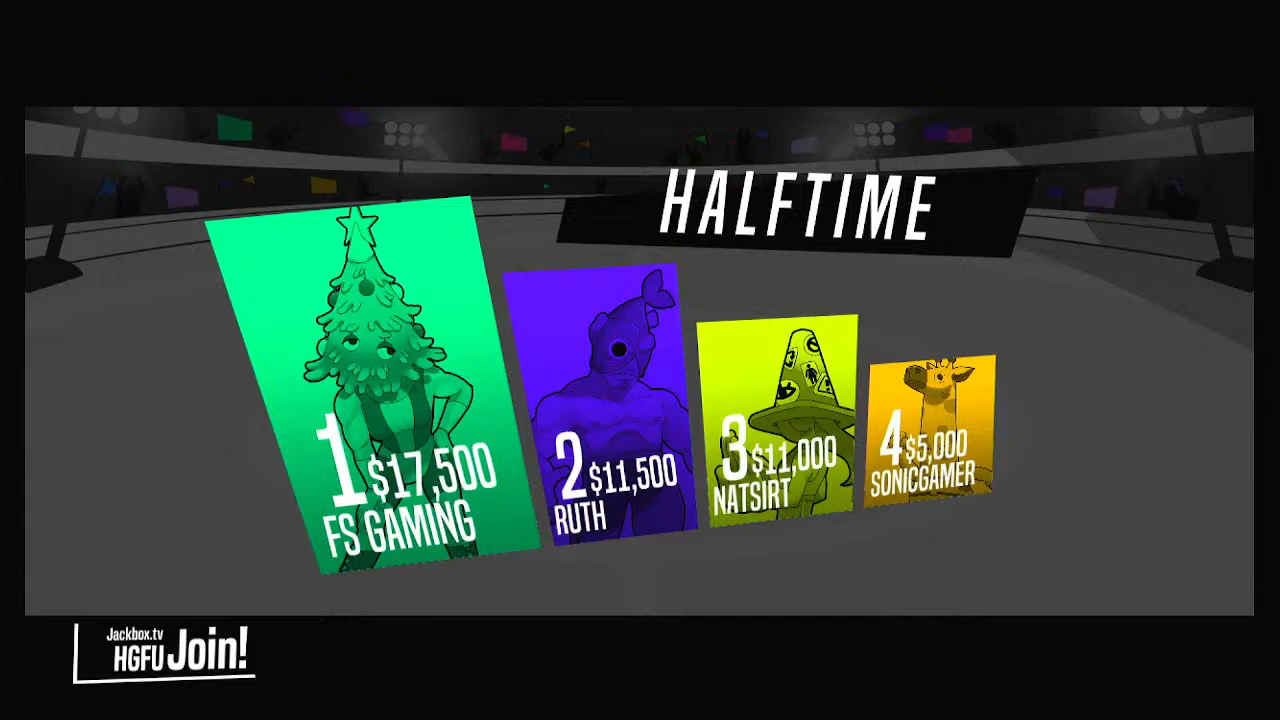 HALFTIME
1 $17,500
FS GAMING
2 $11,500
RUTH
3 $11,000
NATSIRT
4 $5,000
SONICGAMER
Jackbox.tv
HGFU Join!